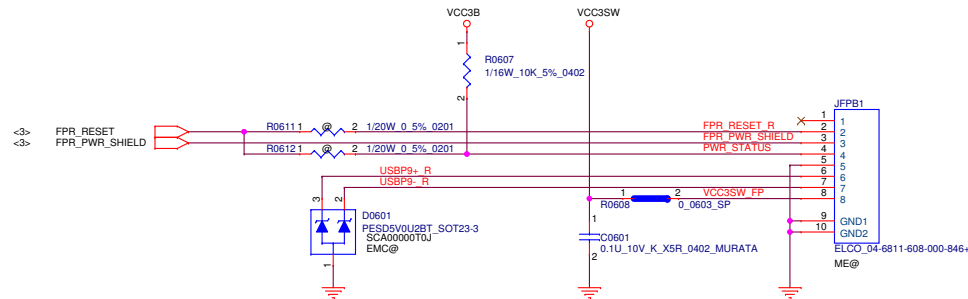 VCC3B
VCC3SW
1
R0607
1/16W_10K_5%_0402
2
JFPB1
<3> FPR_RESET
R0611 1 @ 2 1/20W_0_5%_0201
FPR_RESET_R
<3> FPR_PWR_SHIELD
FPR_PWR_SHIELD
R0612 1 @ 2 1/20W_0_5%_0201
PWR_STATUS
USBP9+_R
USBP9-_R
1 1
2 2
3 3
4 4
5 5
6 6
7 7
8 8
9 GND1
10 GND2
R0608 1 2 0_0603_SP
VCC3SW_FP
3 2
D0601
PESD5V0U2BT_SOT23-3
SCA00000T0J
EMC@
1
1
C0601
0.1U_10V_K_X5R_0402_MURATA
2
ELCO_04-6811-608-000-846+
ME@